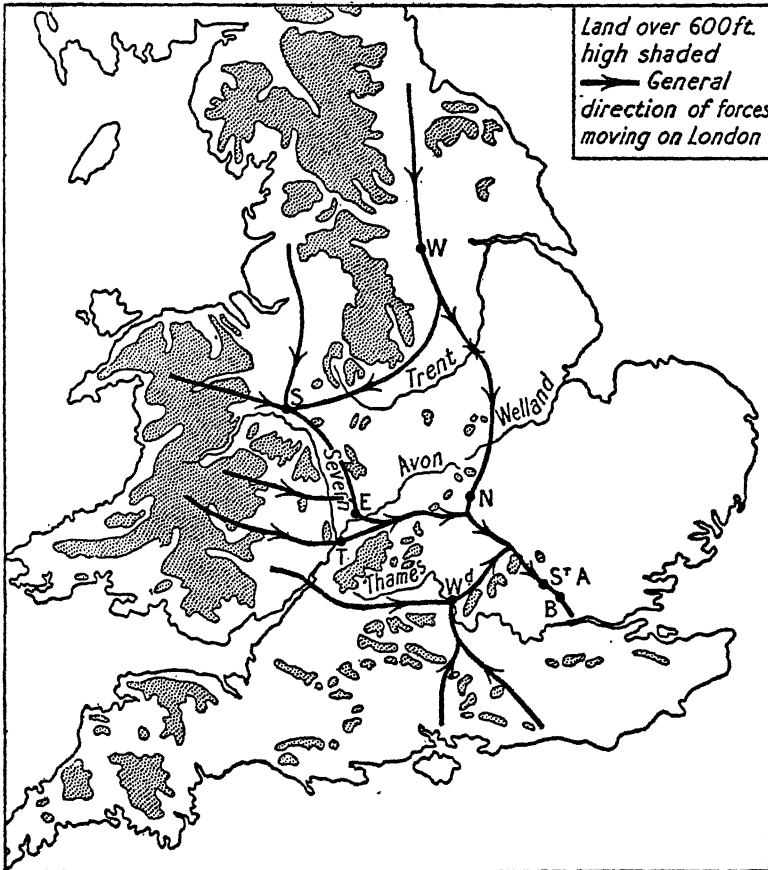 Land over 600ft.
high shaded
General
direction of forces
moving on London
W
Trent
Welland
S
Severn
Avon
E
N
T
Thames
Wd
ST A
B